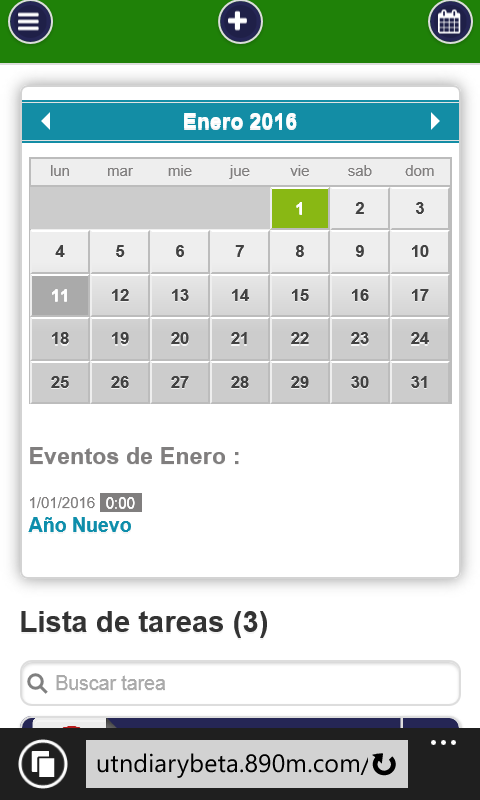 Enero 2016
lun mar mie jue vie sab dom
1 2 3
4 5 6 7 8 9 10
11 12 13 14 15 16 17
18 19 20 21 22 23 24
25 26 27 28 29 30 31
Eventos de Enero :
1/01/2016 0:00
Año Nuevo
Lista de tareas (3)
Buscar tarea
utndiarybeta.890m.com/